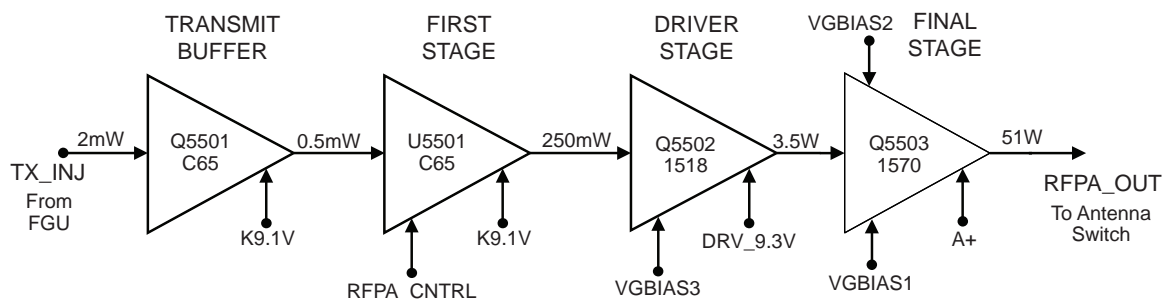 TRANSMIT
BUFFER
FIRST
STAGE
DRIVER
STAGE
VGBIAS2
FINAL
STAGE
2mW
Q5501
C65
0.5mW
U5501
C65
250mW
Q5502
1518
3.5W
Q5503
1570
51W
TX_INJ
From
FGU
K9.1V
RFPA_CNTRL
K9.1V
VGBIAS3
DRV_9.3V
VGBIAS1
A+
RFPA_OUT
To Antenna
Switch